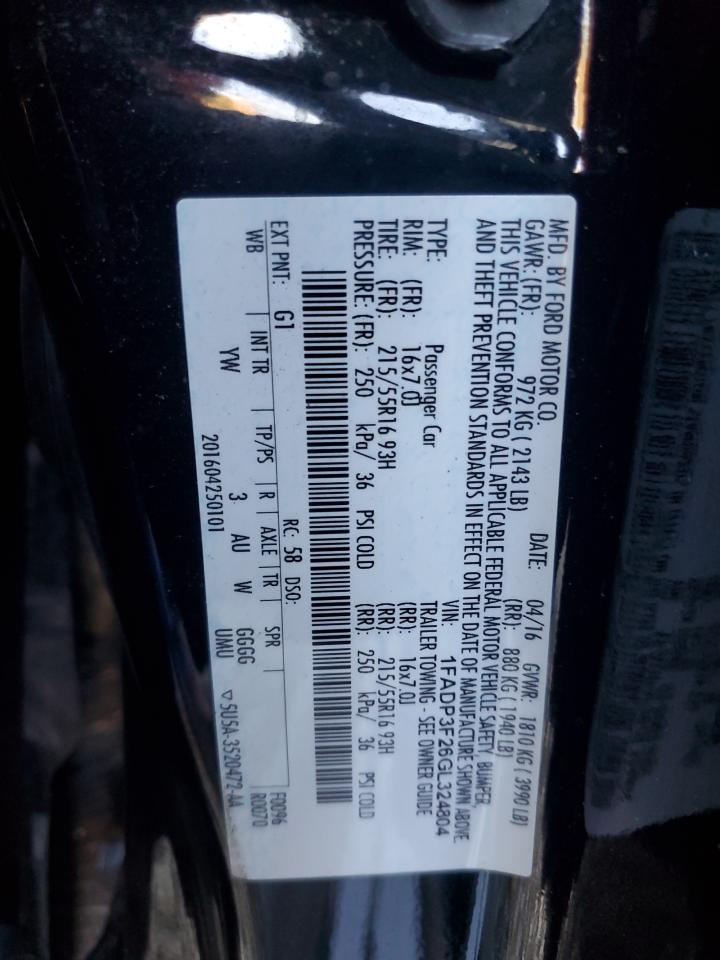 MFD. BY FORD MOTOR CO.
DATE: 04/16 GVWR: 1810 KG ( 3990 LB)
GAWR: (FR): 972 KG ( 2143 LB) (RR): 880 KG ( 1940 LB)
THIS VEHICLE CONFORMS TO ALL APPLICABLE FEDERAL MOTOR VEHICLE SAFETY, BUMPER,
AND THEFT PREVENTION STANDARDS IN EFFECT ON THE DATE OF MANUFACTURE SHOWN ABOVE.
VIN: 1FADP3F26GL324804
TYPE: Passenger Car TRAILER TOWING - SEE OWNER GUIDE
RIM: (FR): 16x7.0J (RR): 16x7.0J
TIRE: (FR): 215/55R16 93H (RR): 215/55R16 93H
PRESSURE: (FR): 250 kPa/ 36 PSI COLD (RR): 250 kPa/ 36 PSI COLD
EXT PNT: G1 RC: 58 DSO: F0096
WB INT TR TP/PS R AXLE TR SPR R0070
YW 3 AU W GGGG
201604250101 UMU ▽5U5A-3520472-AA